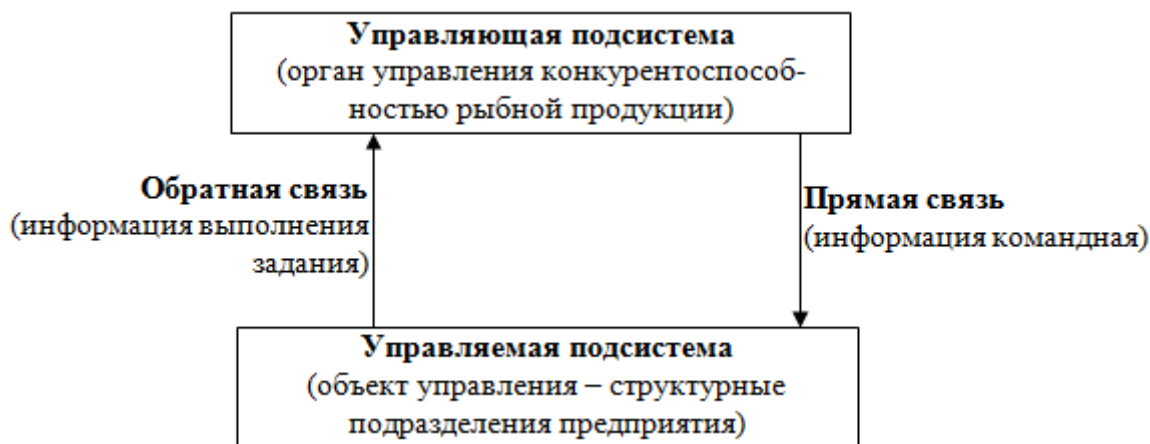 Управляющая подсистема
(орган управления конкурентоспособ-
ностью рыбной продукции)
Обратная связь
(информация выполнения
задания)
Прямая связь
(информация командная)
Управляемая подсистема
(объект управления – структурные
подразделения предприятия)